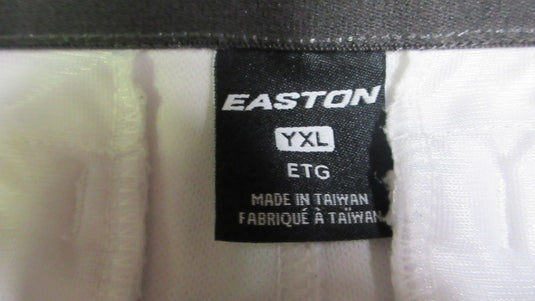 EASTON
YXL
ETG
MADE IN TAIWAN
FABRIQUÉ À TAÏWAN